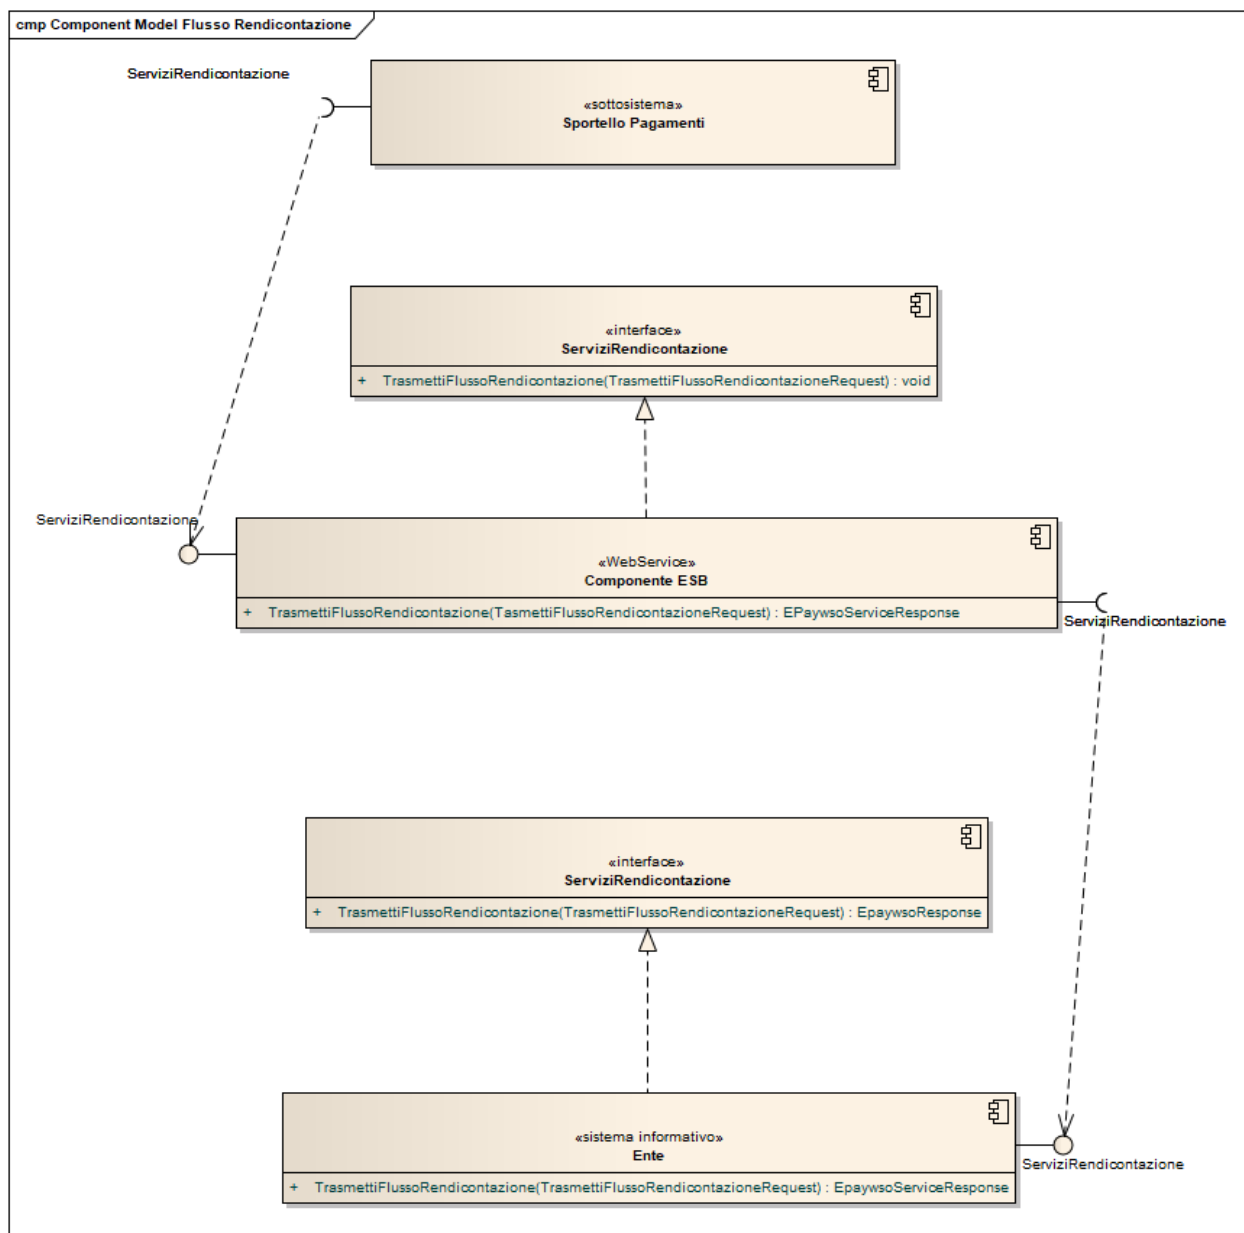 cmp Component Model Flusso Rendicontazione
ServiziRendicontazione
«sottosistema»
Sportello Pagamenti
«interface»
ServiziRendicontazione
+ TrasmettiFlussoRendicontazione(TrasmettiFlussoRendicontazioneRequest) : void
ServiziRendicontazione
«WebService»
Componente ESB
+ TrasmettiFlussoRendicontazione(TasmettiFlussoRendicontazioneRequest) : EPaywsoServiceResponse
ServiziRendicontazione
«interface»
ServiziRendicontazione
+ TrasmettiFlussoRendicontazione(TrasmettiFlussoRendicontazioneRequest) : EpaywsoResponse
«sistema informativo»
Ente
ServiziRendicontazione
+ TrasmettiFlussoRendicontazione(TrasmettiFlussoRendicontazioneRequest) : EpaywsoServiceResponse